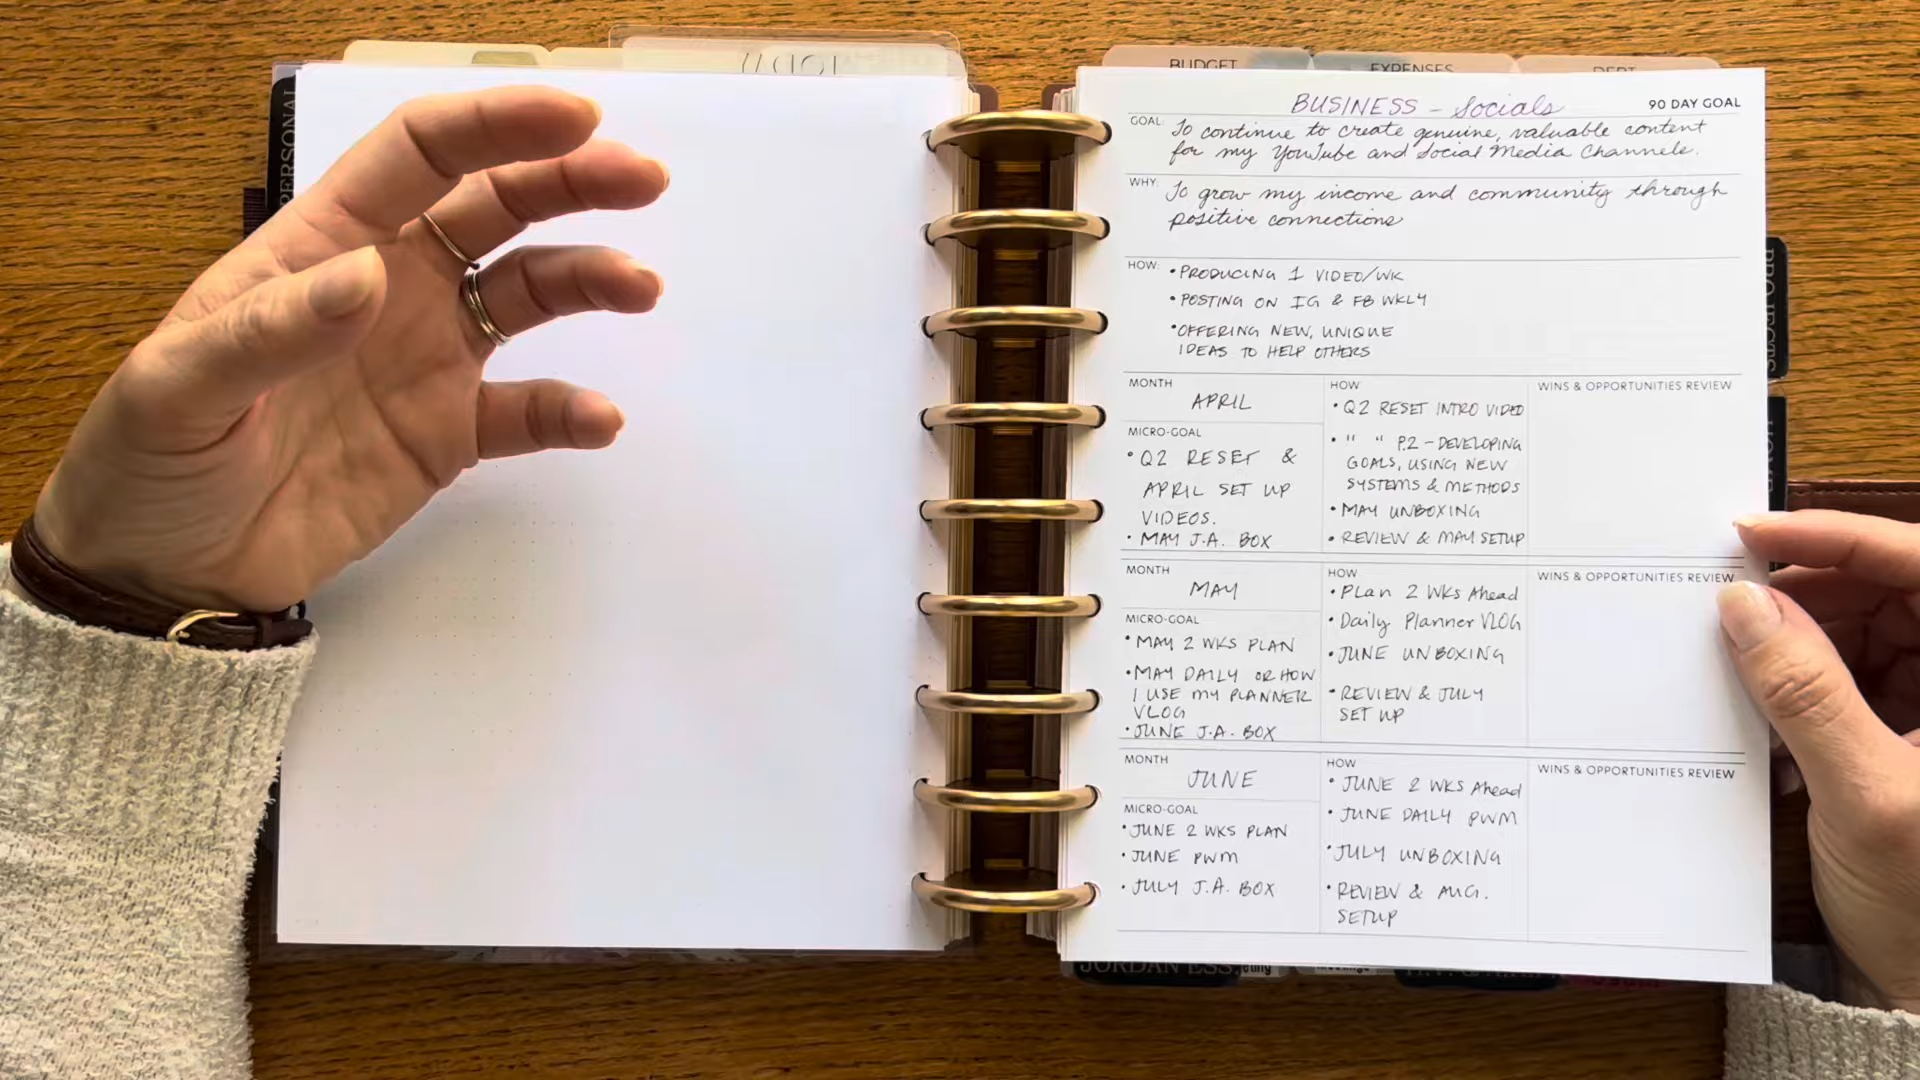 PERSONAL
TODAY
BUDGET
EXPENSES
DEBT
BUSINESS - Socials
90 DAY GOAL
GOAL:
To continue to create genuine, valuable content
for my YouTube and Social Media Channels.
WHY:
To grow my income and community through
positive connections
HOW:
• PRODUCING 1 VIDEO/WK
• POSTING ON IG & FB WKLY
• OFFERING NEW, UNIQUE
IDEAS TO HELP OTHERS
MONTH
APRIL
MICRO-GOAL
• Q2 RESET &
APRIL SET UP
VIDEOS.
• MAY J.A. BOX
HOW
• Q2 RESET INTRO VIDEO
• " " P.2 - DEVELOPING
GOALS, USING NEW
SYSTEMS & METHODS
• MAY UNBOXING
• REVIEW & MAY SETUP
WINS & OPPORTUNITIES REVIEW
MONTH
MAY
MICRO-GOAL
• MAY 2 WKS PLAN
• MAY DAILY OR HOW
I USE MY PLANNER
VLOG
• JUNE J.A. BOX
HOW
• Plan 2 WKS Ahead
• Daily Planner VLOG
• JUNE UNBOXING
• REVIEW & JULY
SET UP
WINS & OPPORTUNITIES REVIEW
MONTH
JUNE
MICRO-GOAL
• JUNE 2 WKS PLAN
• JUNE PWM
• JULY J.A. BOX
HOW
• JUNE 2 WKS Ahead
• JUNE DAILY PWM
• JULY UNBOXING
• REVIEW & AUG.
SETUP
WINS & OPPORTUNITIES REVIEW
PROJECTS
JORDAN ESS.